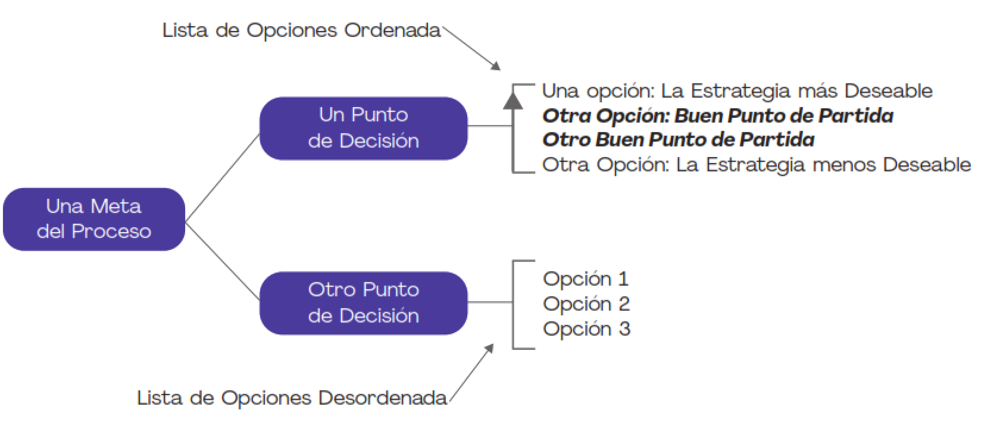 Lista de Opciones Ordenada
Una opción: La Estrategia más Deseable
Otra Opción: Buen Punto de Partida
Otro Buen Punto de Partida
Otra Opción: La Estrategia menos Deseable
Un Punto
de Decisión
Una Meta
del Proceso
Otro Punto
de Decisión
Opción 1
Opción 2
Opción 3
Lista de Opciones Desordenada